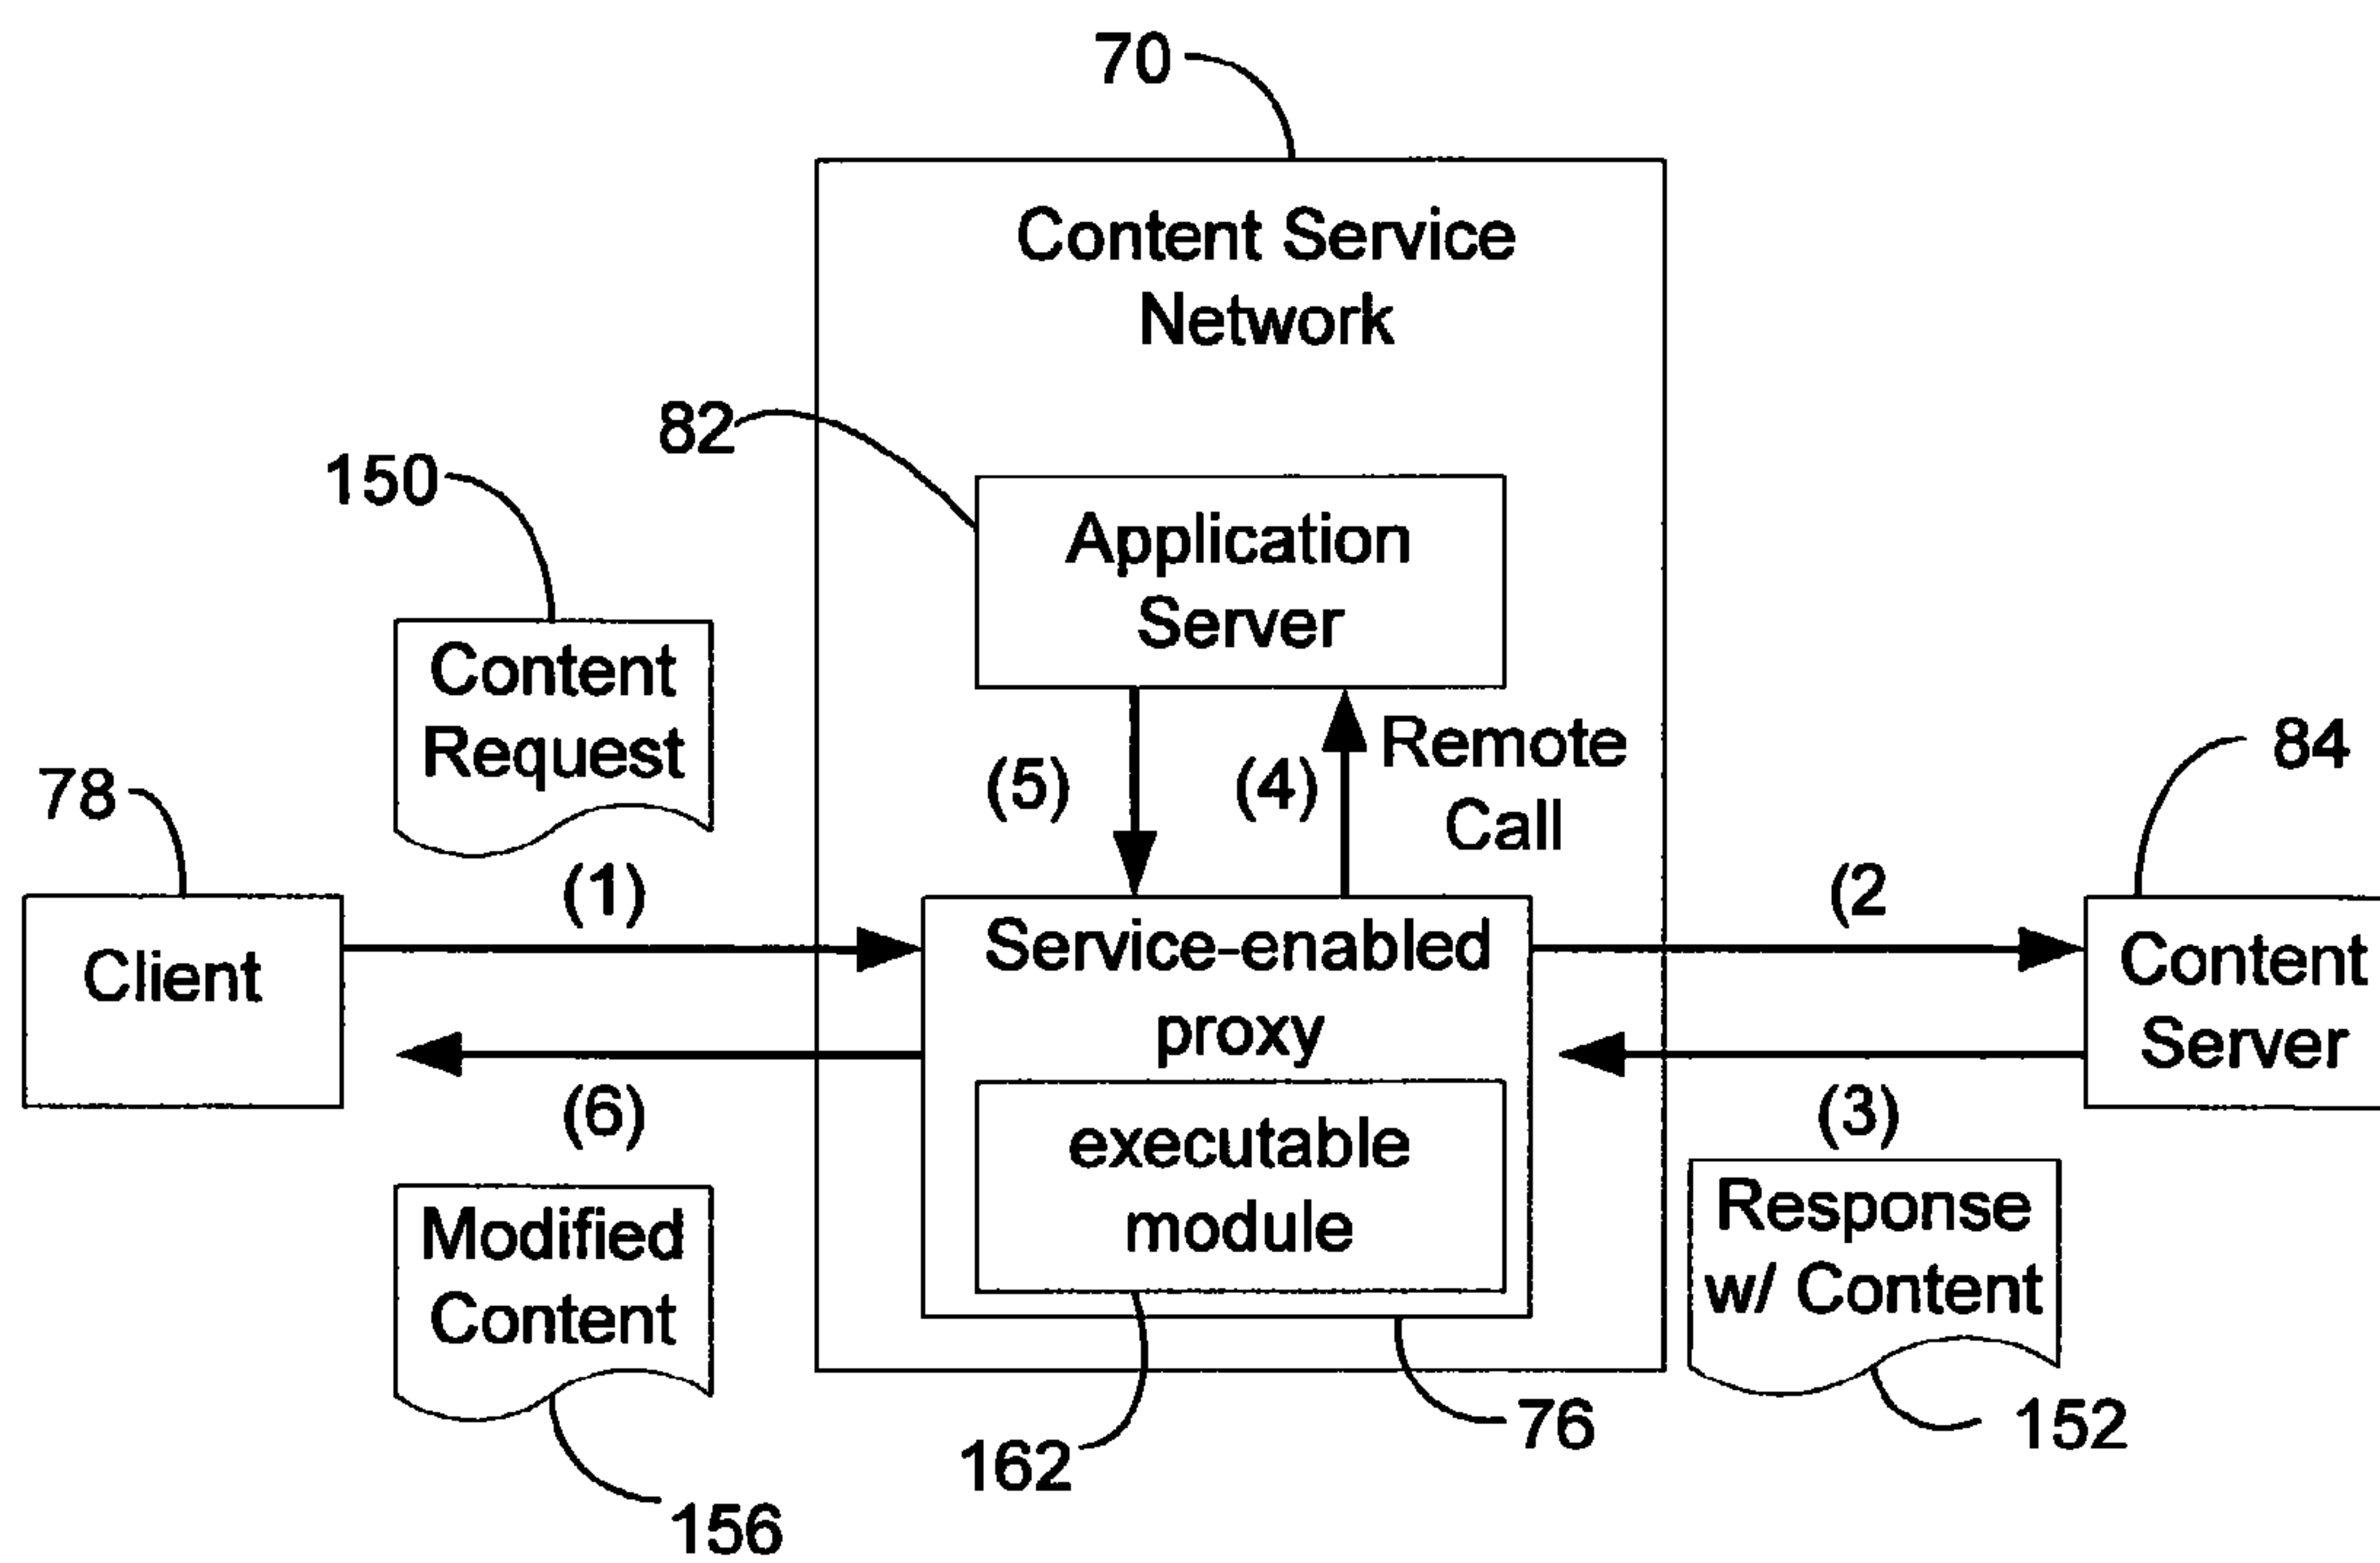 70
Content Service
Network
82
150
Application
Server
Content
Request
78
(5)
(4)
Remote
Call
84
(1)
(2
Client
Service-enabled
proxy
Content
Server
(6)
(3)
executable
module
Modified
Content
Response
w/ Content
162
76
152
156